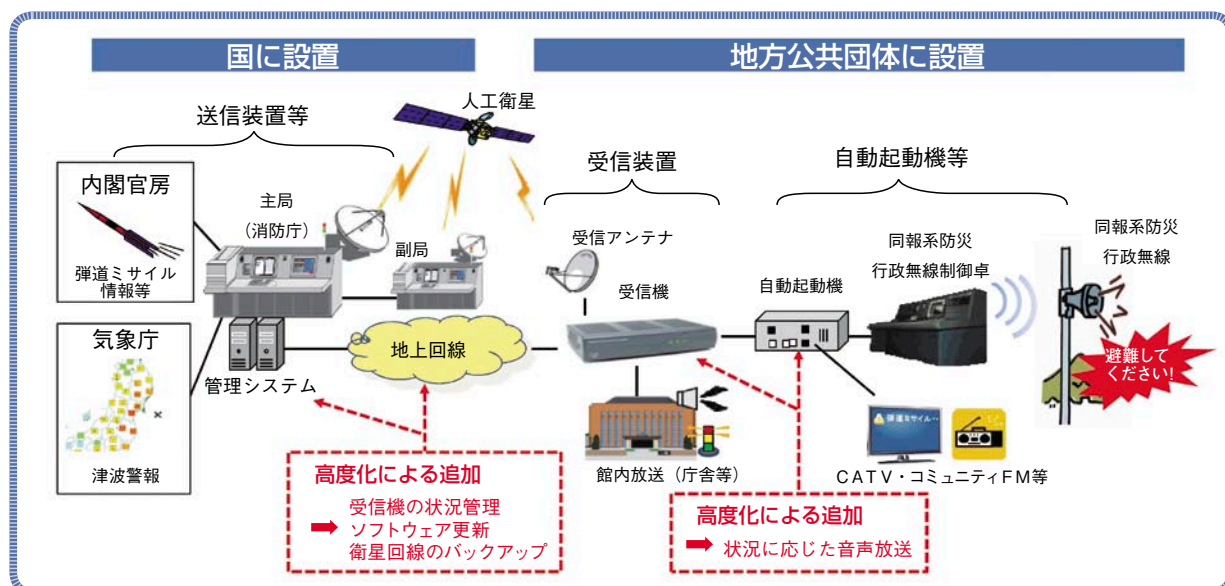 国に設置
地方公共団体に設置
人工衛星
送信装置等
受信装置
自動起動機等
内閣官房
弾道ミサイル
情報等
主局
（消防庁）
副局
受信アンテナ
受信機
自動起動機
同報系防災
行政無線制御卓
同報系防災
行政無線
避難して
ください!
気象庁
津波警報
管理システム
地上回線
館内放送（庁舎等）
弾道ミサイル・・
CATV・コミュニティFM等
高度化による追加
受信機の状況管理
ソフトウェア更新
衛星回線のバックアップ
高度化による追加
状況に応じた音声放送